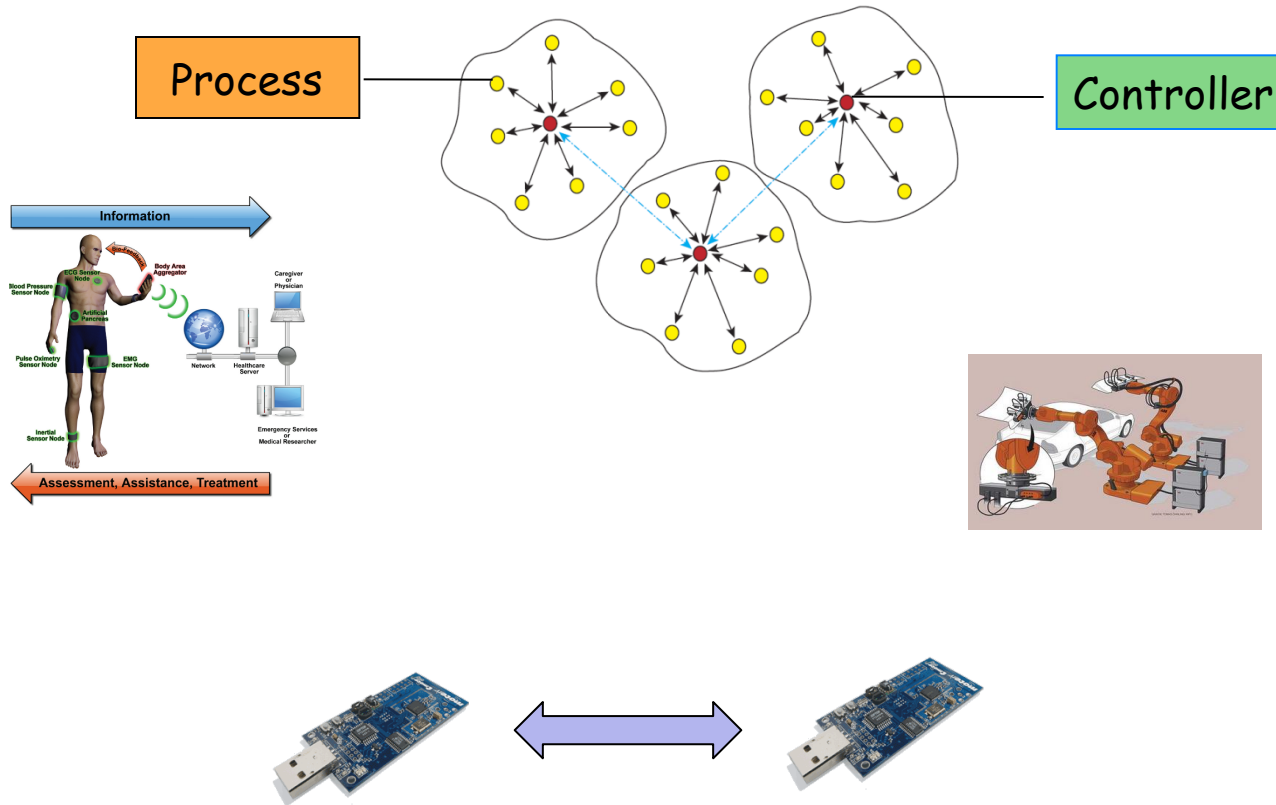 Process
Controller
Information
Bio-Feedback
ECG Sensor
Node
Body Area
Aggregator
Blood Pressure
Sensor Node
Artificial
Pancreas
Pulse Oximetry
Sensor Node
EMG
Sensor Node
Inertial
Sensor Node
Caregiver
or
Physician
Network
Healthcare
Server
Emergency Services
or
Medical Researcher
Assessment, Assistance, Treatment